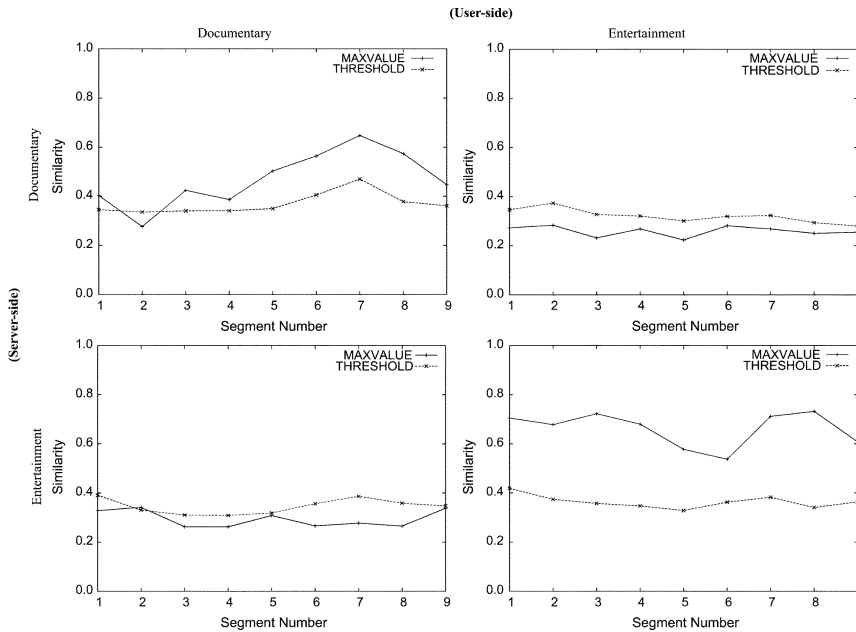 (User-side)
Documentary
Entertainment
(Server-side)
Documentary
Entertainment
1.0
0.8
0.6
0.4
0.2
0.0
Similarity
MAXVALUE
THRESHOLD
1 2 3 4 5 6 7 8 9
Segment Number
1.0
0.8
0.6
0.4
0.2
0.0
Similarity
MAXVALUE
THRESHOLD
1 2 3 4 5 6 7 8
Segment Number
1.0
0.8
0.6
0.4
0.2
0.0
Similarity
MAXVALUE
THRESHOLD
1 2 3 4 5 6 7 8 9
Segment Number
1.0
0.8
0.6
0.4
0.2
0.0
Similarity
MAXVALUE
THRESHOLD
1 2 3 4 5 6 7 8
Segment Number